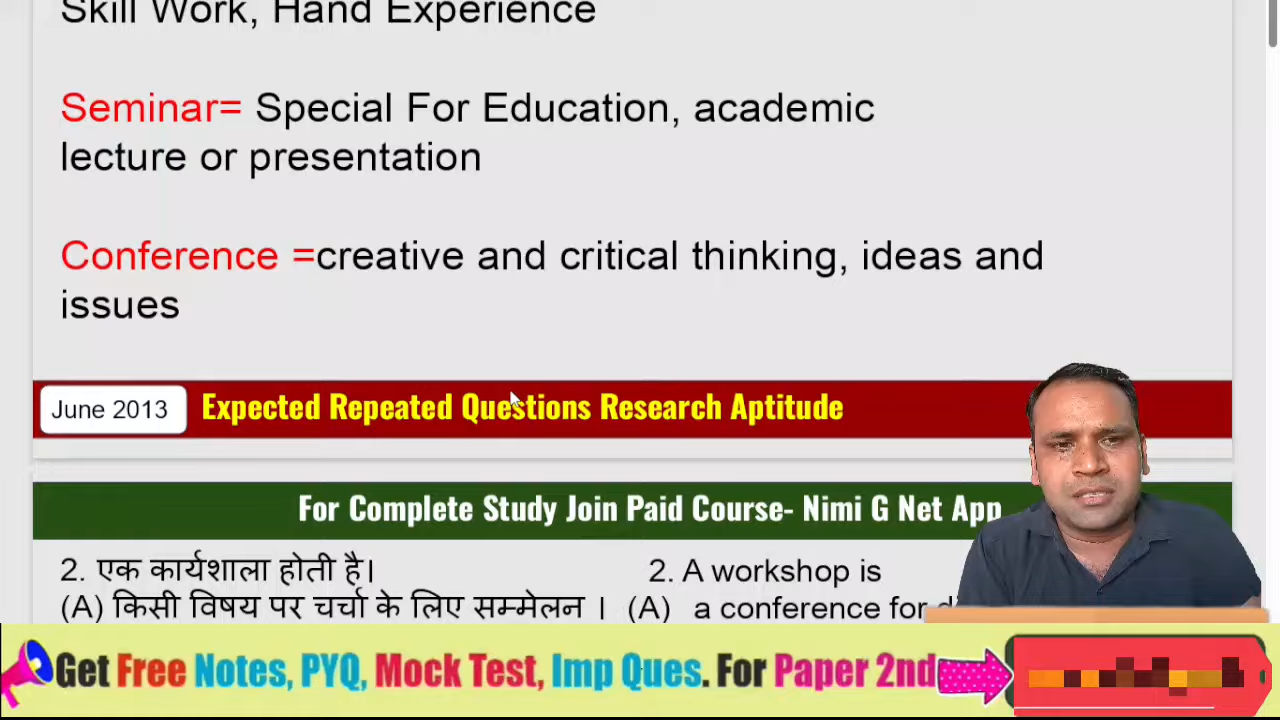 Skill Work, Hand Experience
Seminar= Special For Education, academic
lecture or presentation
Conference =creative and critical thinking, ideas and
issues
June 2013
Expected Repeated Questions Research Aptitude
For Complete Study Join Paid Course- Nimi G Net App
2. एक कार्यशाला होती है।
2. A workshop is
(A) किसी विषय पर चर्चा के लिए सम्मेलन ।
(A) a conference for
Get Free Notes, PYQ, Mock Test, Imp Ques. For Paper 2nd